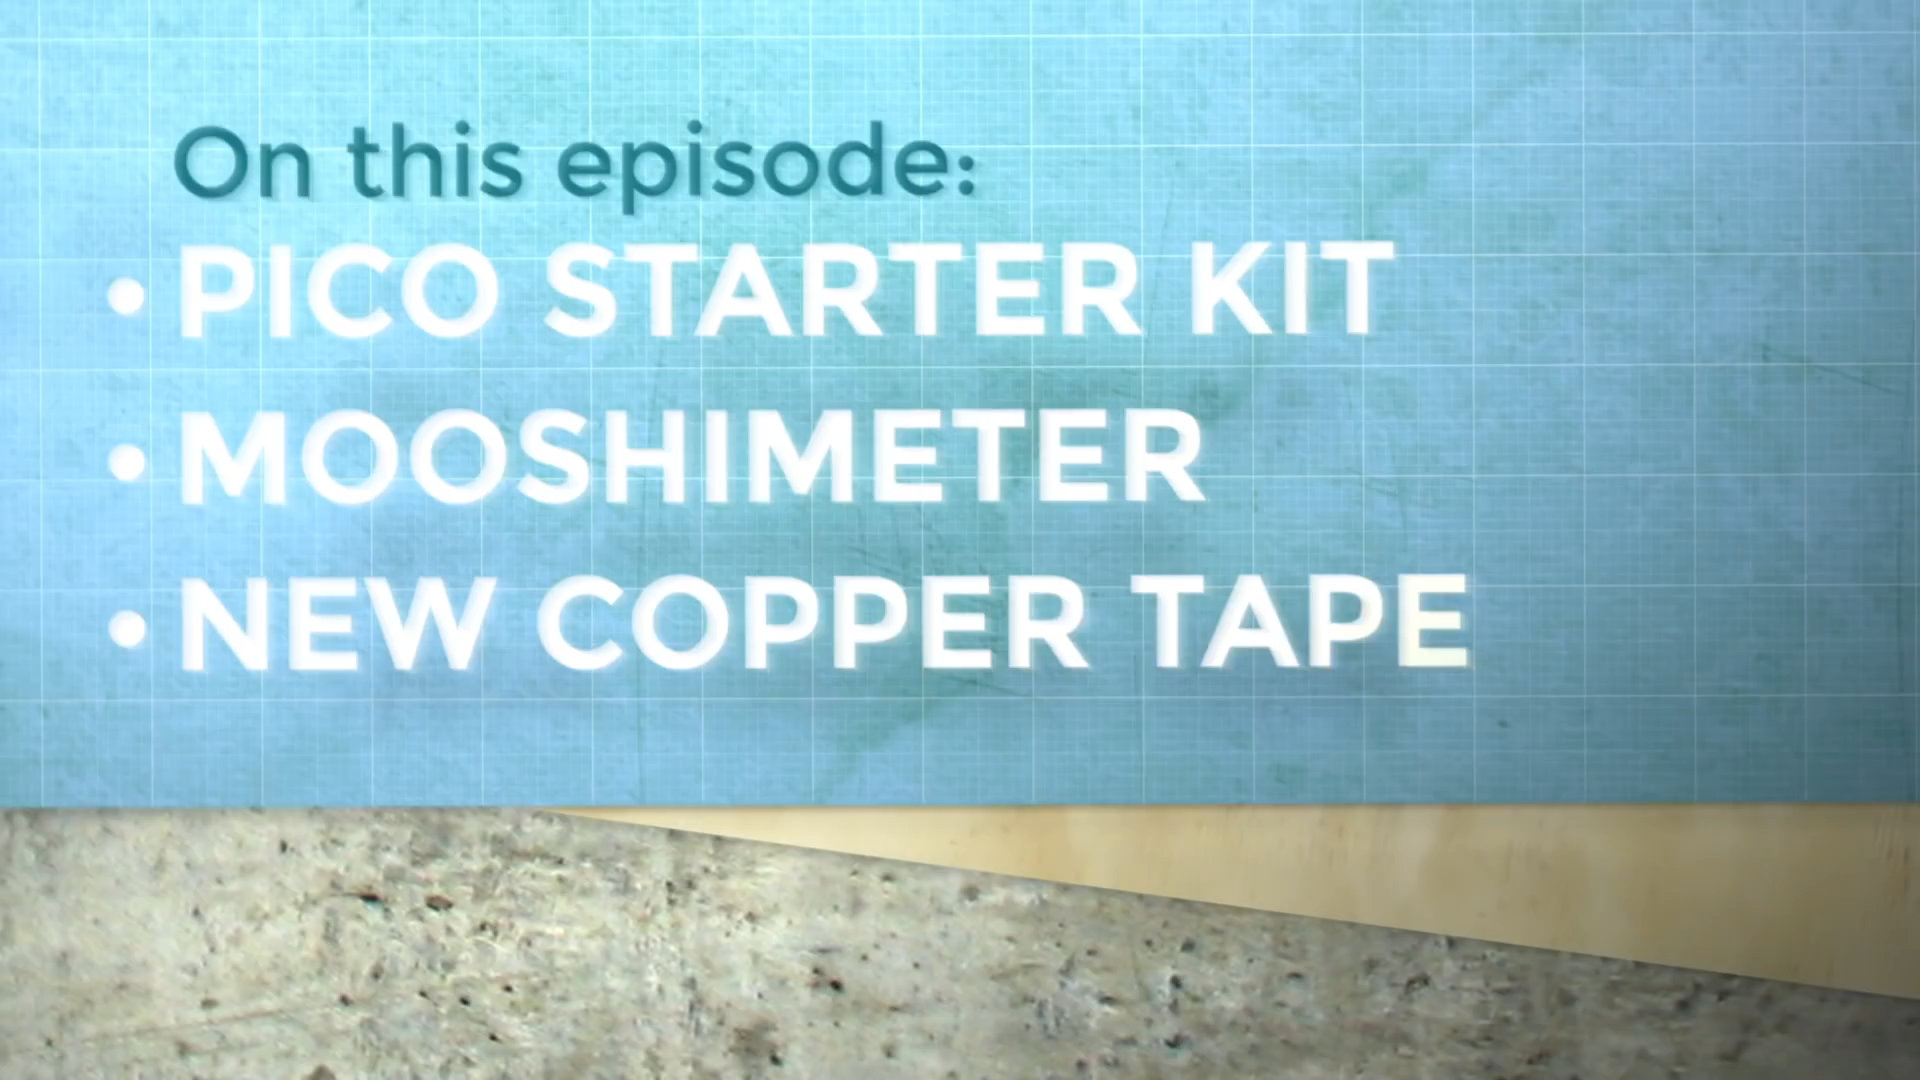 On this episode:
• PICO STARTER KIT
• MOOSHIMETER
• NEW COPPER TAPE